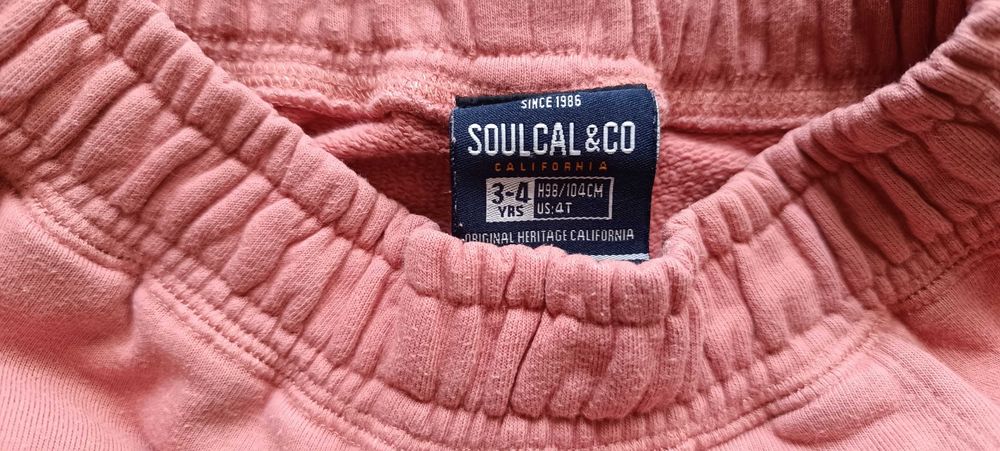 SINCE 1986
SOULCAL&CO
CALIFORNIA
3-4 YRS
H98/104CM
US:4T
ORIGINAL HERITAGE CALIFORNIA